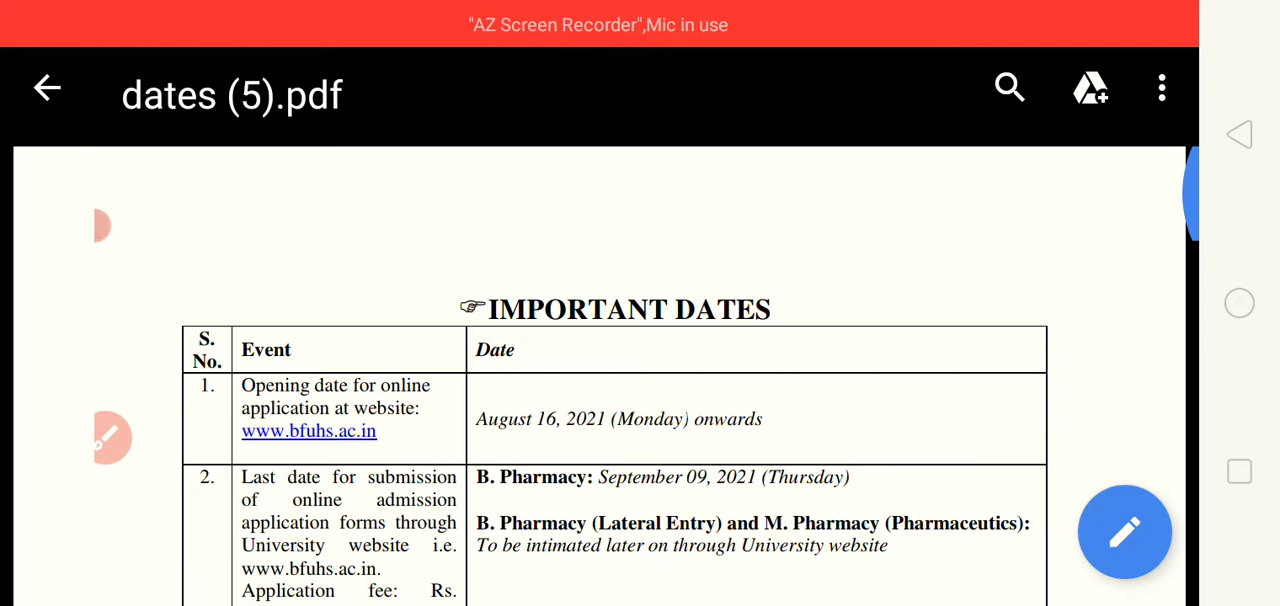 "AZ Screen Recorder",Mic in use
dates (5).pdf
☞IMPORTANT DATES
S. No.
Event
Date
1.
Opening date for online
application at website:
www.bfuhs.ac.in
August 16, 2021 (Monday) onwards
2.
Last date for submission
of online admission
application forms through
University website i.e.
www.bfuhs.ac.in.
Application fee: Rs.
B. Pharmacy: September 09, 2021 (Thursday)
B. Pharmacy (Lateral Entry) and M. Pharmacy (Pharmaceutics):
To be intimated later on through University website